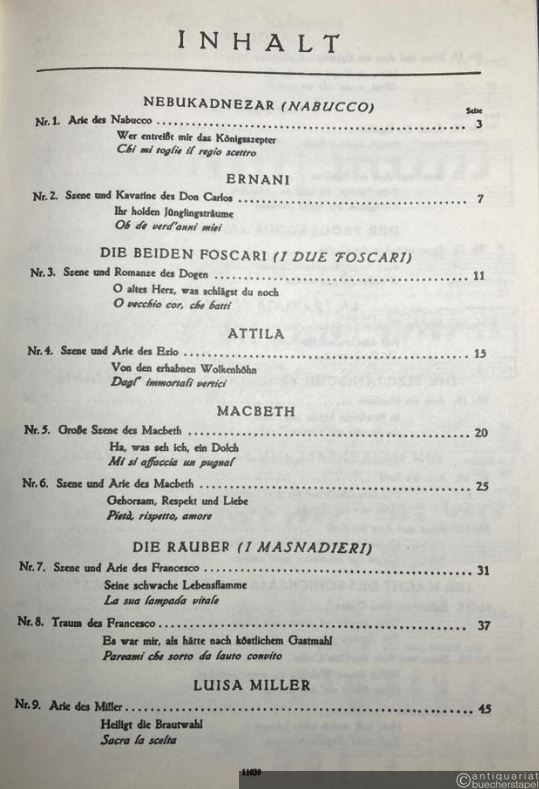 INHALT
NEBUKADNEZAR (NABUCCO)
Seite
Nr. 1. Arie des Nabucco 3
Wer entreißt mir das Königsszepter
Chi mi toglie il regio scettro
ERNANI
Nr. 2. Szene und Kavatine des Don Carlos 7
Ihr holden Jünglingsträume
Oh de verd'anni miei
DIE BEIDEN FOSCARI (I DUE FOSCARI)
Nr. 3. Szene und Romanze des Dogen 11
O altes Herz, was schlägst du noch
O vecchio cor, che batti
ATTILA
Nr. 4. Szene und Arie des Ezio 15
Von den erhabnen Wolkenhöhn
Dagl' immortali vertici
MACBETH
Nr. 5. Große Szene des Macbeth 20
Ha, was seh ich, ein Dolch
Mi si affaccia un pugnal
Nr. 6. Szene und Arie des Macbeth 25
Gehorsam, Respekt und Liebe
Pietà, rispetto, amore
DIE RÄUBER (I MASNADIERI)
Nr. 7. Szene und Arie des Francesco 31
Seine schwache Lebensflamme
La sua lampada vitale
Nr. 8. Traum des Francesco 37
Es war mir, als hätte nach köstlichem Gastmahl
Pareami che sorto da lauto convito
LUISA MILLER
Nr. 9. Arie des Miller 45
Heiligt die Brautwahl
Sacra la scelta
11039
©antiquariat
buecherstapel